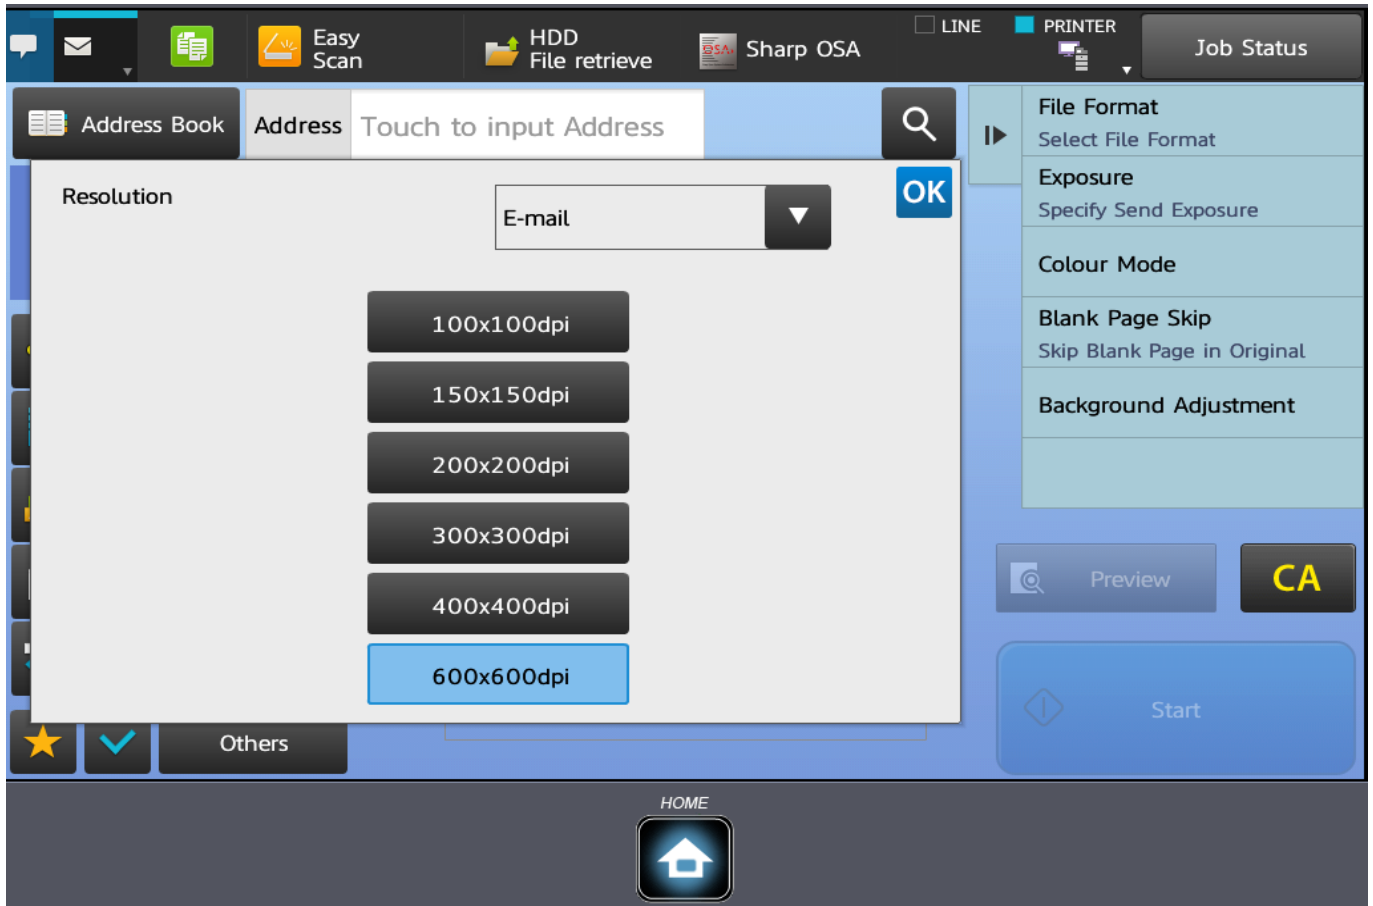 Easy
Scan
HDD
File retrieve
OSA
Sharp OSA
LINE
PRINTER
Job Status
Address Book
Address
Touch to input Address
File Format
Select File Format
Resolution
E-mail
OK
Exposure
Specify Send Exposure
Colour Mode
100x100dpi
150x150dpi
200x200dpi
300x300dpi
400x400dpi
600x600dpi
Blank Page Skip
Skip Blank Page in Original
Background Adjustment
Preview
CA
Start
Others
HOME